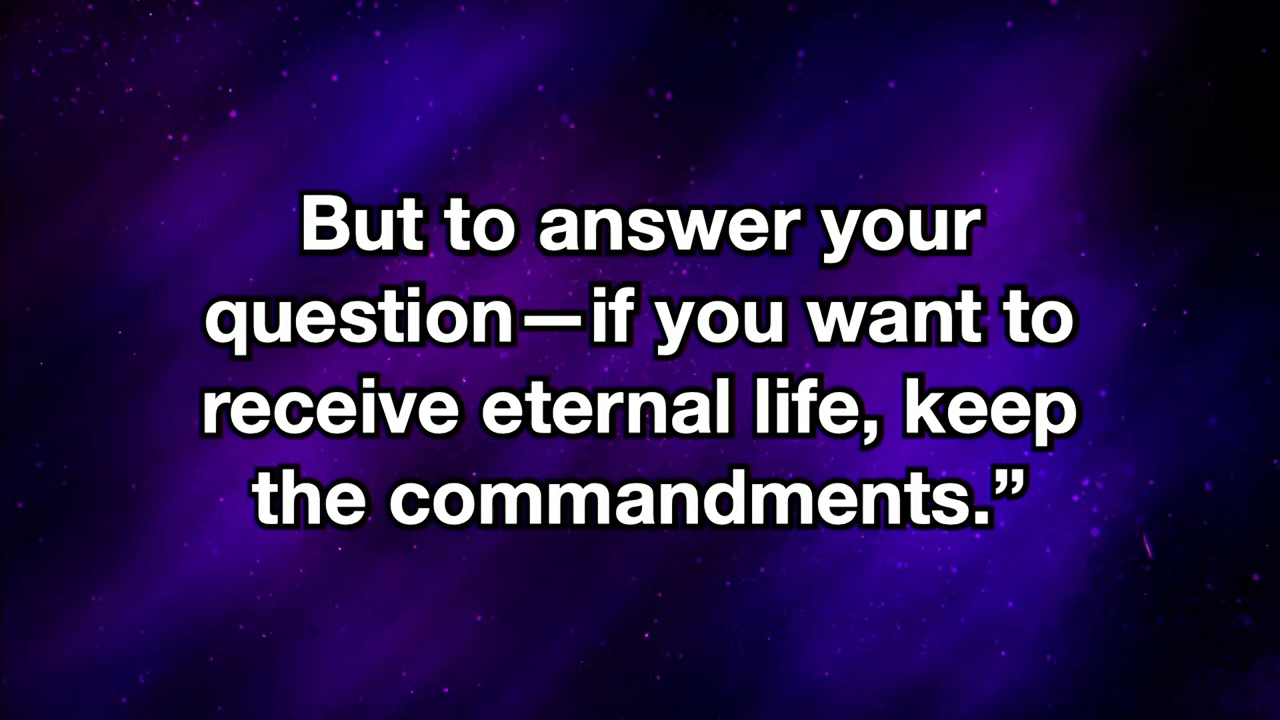 But to answer your
question—if you want to
receive eternal life, keep
the commandments.”